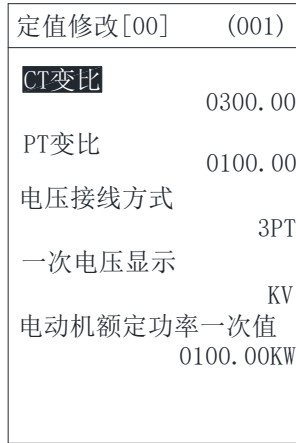 定值修改[00] (001)
CT变比
0300.00
PT变比
0100.00
电压接线方式
3PT
一次电压显示
KV
电动机额定功率一次值
0100.00KW